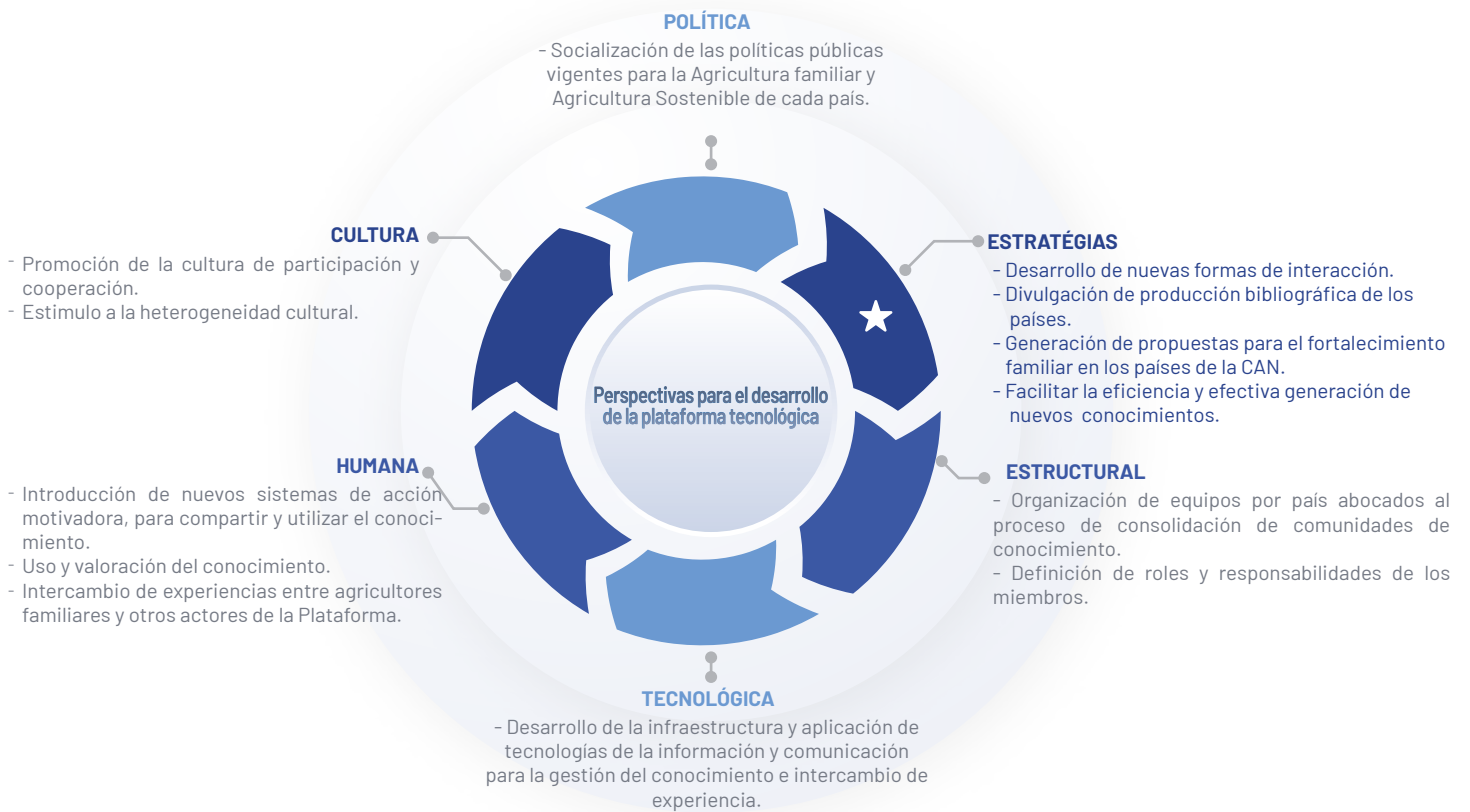 POLÍTICA
- Socialización de las políticas públicas
vigentes para la Agricultura familiar y
Agricultura Sostenible de cada país.
CULTURA
- Promoción de la cultura de participación y
cooperación.
- Estimulo a la heterogeneidad cultural.
ESTRATÉGIAS
- Desarrollo de nuevas formas de interacción.
- Divulgación de producción bibliográfica de los
países.
- Generación de propuestas para el fortalecimiento
familiar en los países de la CAN.
- Facilitar la eficiencia y efectiva generación de
nuevos conocimientos.
Perspectivas para el desarrollo
de la plataforma tecnológica
HUMANA
- Introducción de nuevos sistemas de acción
motivadora, para compartir y utilizar el conoci-
miento.
- Uso y valoración del conocimiento.
- Intercambio de experiencias entre agricultores
familiares y otros actores de la Plataforma.
ESTRUCTURAL
- Organización de equipos por país abocados al
proceso de consolidación de comunidades de
conocimiento.
- Definición de roles y responsabilidades de los
miembros.
TECNOLÓGICA
- Desarrollo de la infraestructura y aplicación de
tecnologías de la información y comunicación
para la gestión del conocimiento e intercambio de
experiencia.